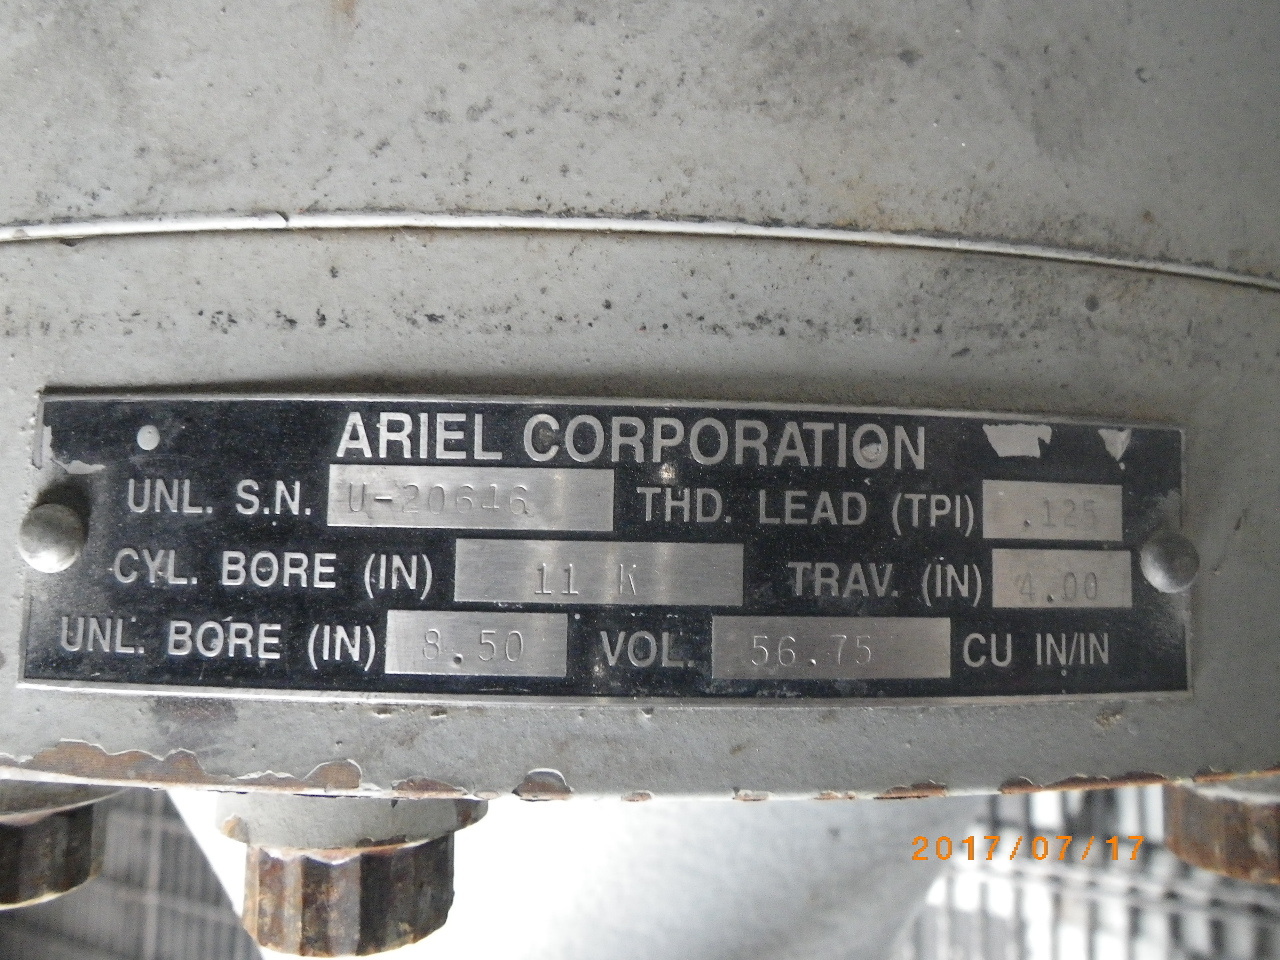 ARIEL CORPORATION
UNL. S.N. U-20646 THD. LEAD (TPI) .125
CYL. BORE (IN) 11 K TRAV. (IN) 4.00
UNL. BORE (IN) 8.50 VOL. 56.75 CU IN/IN
2017/07/17